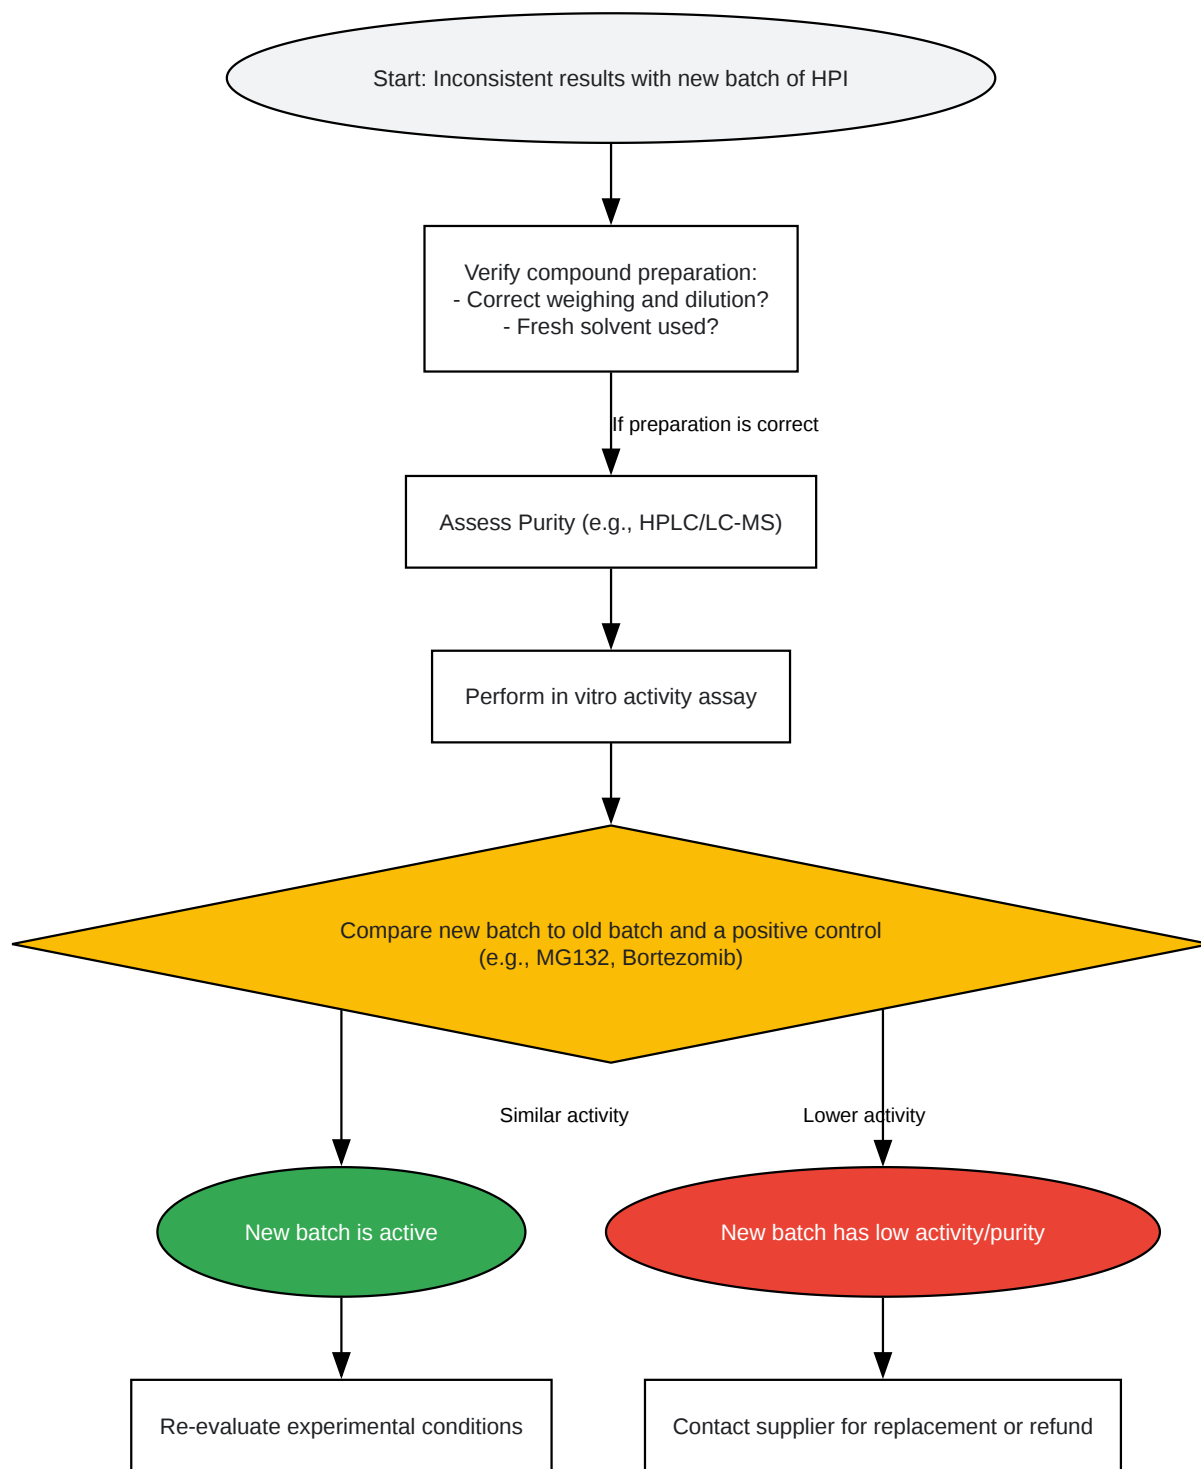 Start: Inconsistent results with new batch of HPI
Verify compound preparation:
- Correct weighing and dilution?
- Fresh solvent used?
If preparation is correct
Assess Purity (e.g., HPLC/LC-MS)
Perform in vitro activity assay
Compare new batch to old batch and a positive control
(e.g., MG132, Bortezomib)
Similar activity
Lower activity
New batch is active
New batch has low activity/purity
Re-evaluate experimental conditions
Contact supplier for replacement or refund